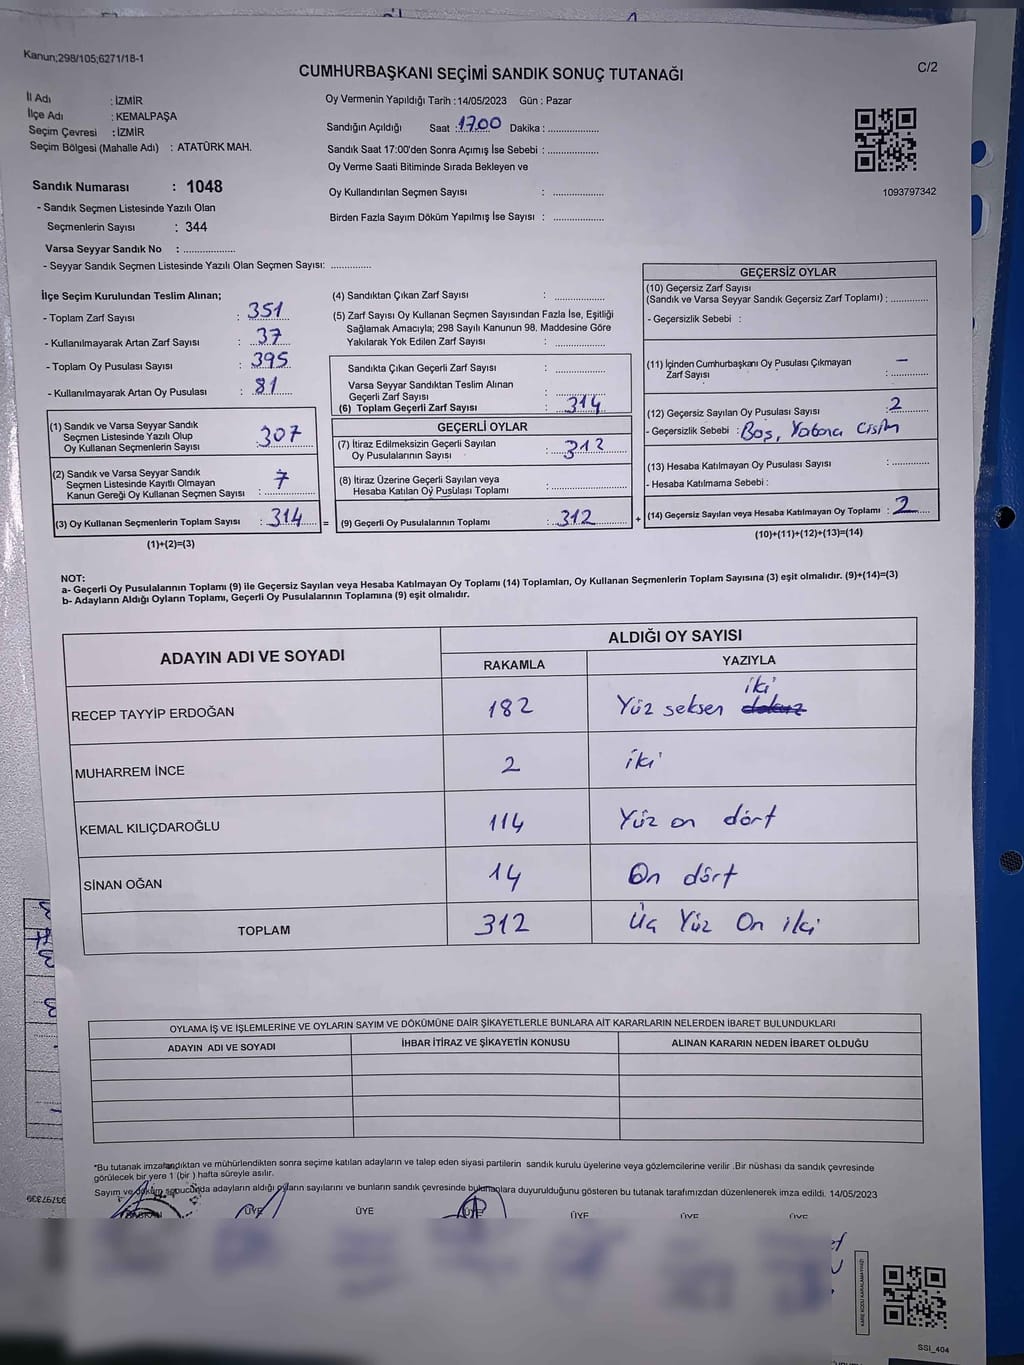 Kanun;298/105;6271/18-1
CUMHURBAŞKANI SEÇİMİ SANDIK SONUÇ TUTANAĞI
C/2
İl Adı : İZMİR
İlçe Adı : KEMALPAŞA
Seçim Çevresi : İZMİR
Seçim Bölgesi (Mahalle Adı) : ATATÜRK MAH.
Sandık Numarası : 1048
- Sandık Seçmen Listesinde Yazılı Olan
Seçmenlerin Sayısı : 344
Varsa Seyyar Sandık No : ..................
- Seyyar Sandık Seçmen Listesinde Yazılı Olan Seçmen Sayısı: ..............
Oy Vermenin Yapıldığı Tarih :14/05/2023 Gün : Pazar
Sandığın Açıldığı Saat : 17.00 Dakika : ..................
Sandık Saat 17:00'den Sonra Açımış İse Sebebi : ..................
Oy Verme Saati Bitiminde Sırada Bekleyen ve
Oy Kullandırılan Seçmen Sayısı : ..................
Birden Fazla Sayım Döküm Yapılmış İse Sayısı : ..................
1093797342
İlçe Seçim Kurulundan Teslim Alınan;
- Toplam Zarf Sayısı : 351
- Kullanılmayarak Artan Zarf Sayısı : 37
- Toplam Oy Pusulası Sayısı : 395
- Kullanılmayarak Artan Oy Pusulası : 81
(1) Sandık ve Varsa Seyyar Sandık
Seçmen Listesinde Yazılı Olup
Oy Kullanan Seçmenlerin Sayısı : 307
(2) Sandık ve Varsa Seyyar Sandık
Seçmen Listesinde Kayıtlı Olmayan
Kanun Gereği Oy Kullanan Seçmen Sayısı : 7
(3) Oy Kullanan Seçmenlerin Toplam Sayısı : 314 =
(1)+(2)=(3)
(4) Sandıktan Çıkan Zarf Sayısı : ..................
(5) Zarf Sayısı Oy Kullanan Seçmen Sayısından Fazla İse, Eşitliği
Sağlamak Amacıyla; 298 Sayılı Kanunun 98. Maddesine Göre
Yakılarak Yok Edilen Zarf Sayısı : ..................
Sandıkta Çıkan Geçerli Zarf Sayısı : ..................
Varsa Seyyar Sandıktan Teslim Alınan
Geçerli Zarf Sayısı : ..................
(6) Toplam Geçerli Zarf Sayısı : 314
GEÇERLİ OYLAR
(7) İtiraz Edilmeksizin Geçerli Sayılan
Oy Pusulalarının Sayısı : 312
(8) İtiraz Üzerine Geçerli Sayılan veya
Hesaba Katılan Oy Pusulası Toplamı : ..................
(9) Geçerli Oy Pusulalarının Toplamı : 312 +
GEÇERSİZ OYLAR
(10) Geçersiz Zarf Sayısı
(Sandık ve Varsa Seyyar Sandık Geçersiz Zarf Toplamı) : ..............
- Geçersizlik Sebebi :
(11) İçinden Cumhurbaşkanı Oy Pusulası Çıkmayan
Zarf Sayısı : —
(12) Geçersiz Sayılan Oy Pusulası Sayısı : 2
- Geçersizlik Sebebi : Boş, Yabancı Cisim
(13) Hesaba Katılmayan Oy Pusulası Sayısı : ..............
- Hesaba Katılmama Sebebi :
(14) Geçersiz Sayılan veya Hesaba Katılmayan Oy Toplamı : 2
(10)+(11)+(12)+(13)=(14)
NOT:
a- Geçerli Oy Pusulalarının Toplamı (9) ile Geçersiz Sayılan veya Hesaba Katılmayan Oy Toplamı (14) Toplamları, Oy Kullanan Seçmenlerin Toplam Sayısına (3) eşit olmalıdır. (9)+(14)=(3)
b- Adayların Aldığı Oyların Toplamı, Geçerli Oy Pusulalarının Toplamına (9) eşit olmalıdır.
ADAYIN ADI VE SOYADI
ALDIĞI OY SAYISI
RAKAMLA YAZIYLA
RECEP TAYYİP ERDOĞAN 182 Yüz seksen dokuz iki
MUHARREM İNCE 2 iki
KEMAL KILIÇDAROĞLU 114 Yüz on dört
SİNAN OĞAN 14 On dört
TOPLAM 312 Üç Yüz On iki
OYLAMA İŞ VE İŞLEMLERİNE VE OYLARIN SAYIM VE DÖKÜMÜNE DAİR ŞİKAYETLERLE BUNLARA AİT KARARLARIN NELERDEN İBARET BULUNDUKLARI
ADAYIN ADI VE SOYADI İHBAR İTİRAZ VE ŞİKAYETİN KONUSU ALINAN KARARIN NEDEN İBARET OLDUĞU
*Bu tutanak imzalandıktan ve mühürlendikten sonra seçime katılan adayların ve talep eden siyasi partilerin sandık kurulu üyelerine veya gözlemcilerine verilir .Bir nüshası da sandık çevresinde
görülecek bir yere 1 (bir ) hafta süreyle asılır.
Sayım ve döküm sonucunda adayların aldığı oyların sayılarını ve bunların sandık çevresinde bulunanlara duyurulduğunu gösteren bu tutanak tarafımızdan düzenlenerek imza edildi. 14/05/2023
BAŞKAN ÜYE ÜYE ÜYE ÜYE ÜYE ÜYE
SSI_404